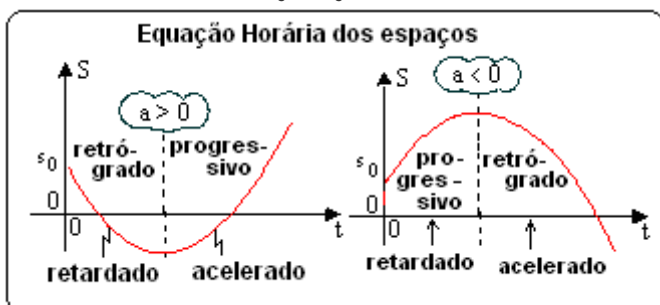 Equação Horária dos espaços
S
a > 0
retró-
grado
progres-
sivo
s0
0
0
t
retardado
acelerado
S
a < 0
pro-
gres-
sivo
retró-
grado
s0
0
0
t
retardado
acelerado